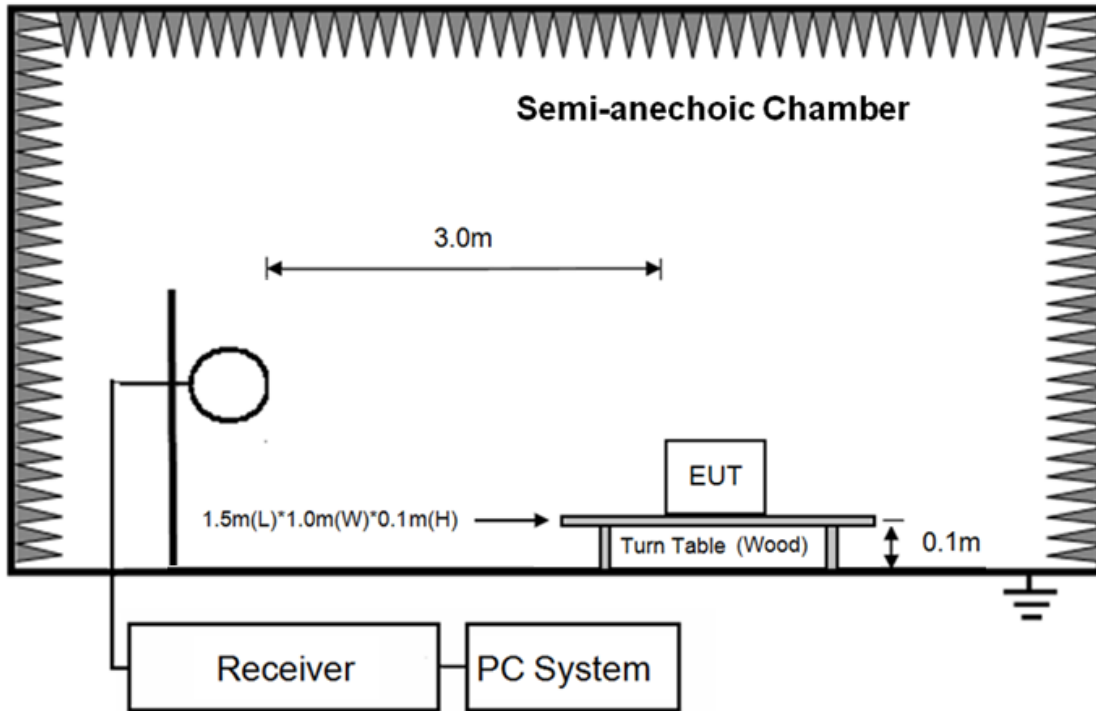 Semi-anechoic Chamber
3.0m
EUT
1.5m(L)*1.0m(W)*0.1m(H)
Turn Table (Wood)
0.1m
Receiver
PC System